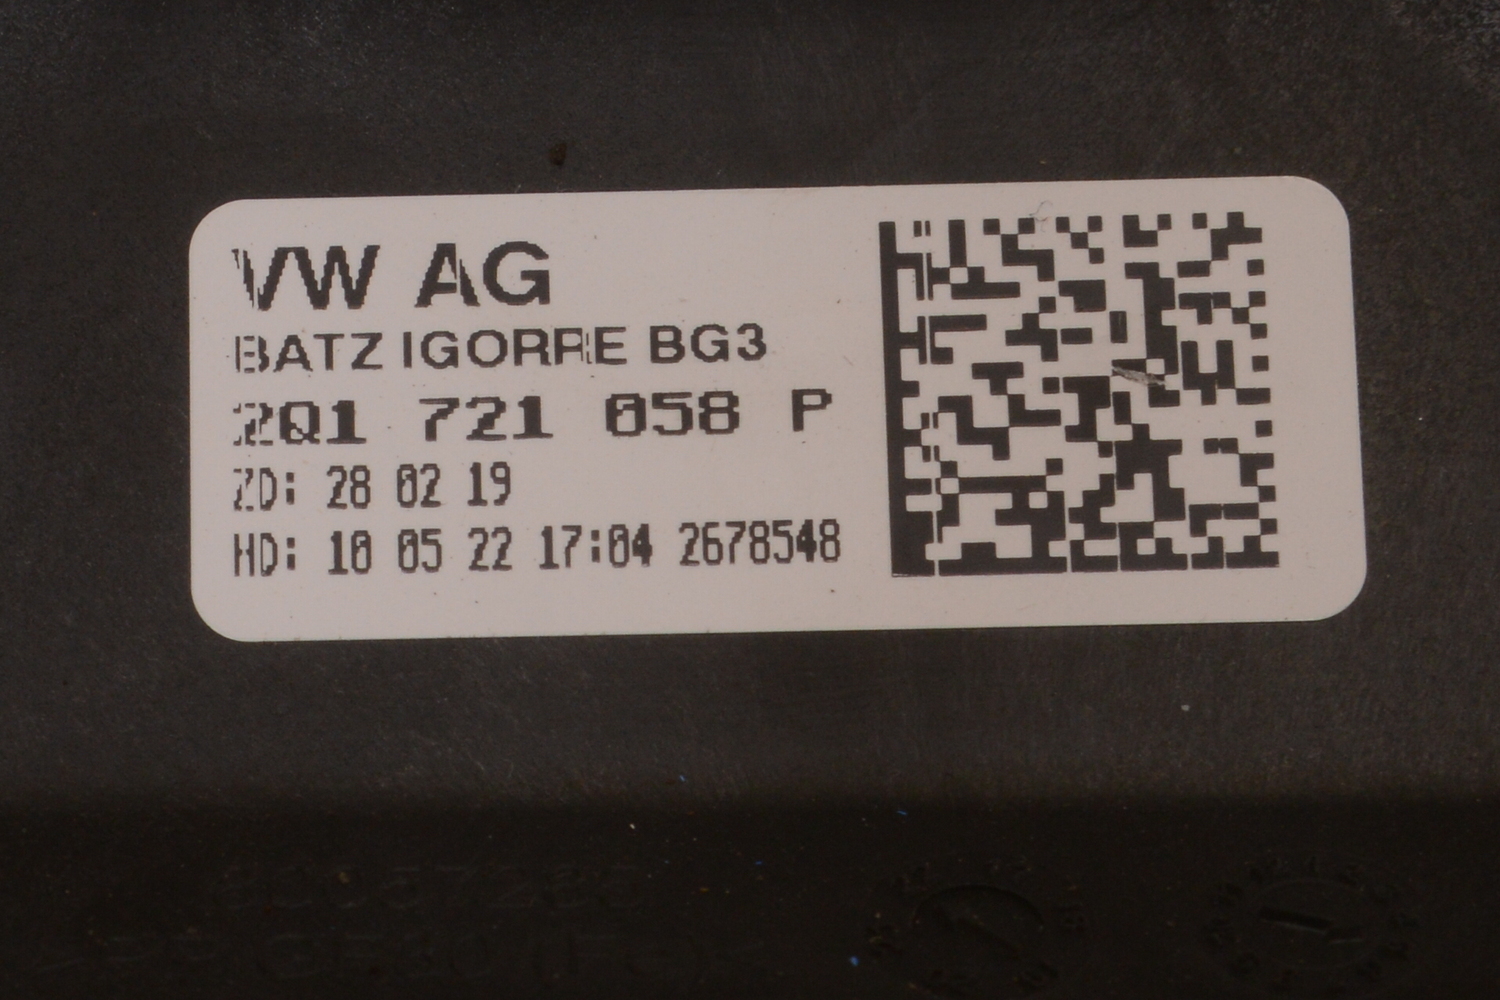 VW AG
BATZ IGORRE BG3
2Q1 721 058 P
ZD: 28 02 19
HD: 10 05 22 17:04 2678548